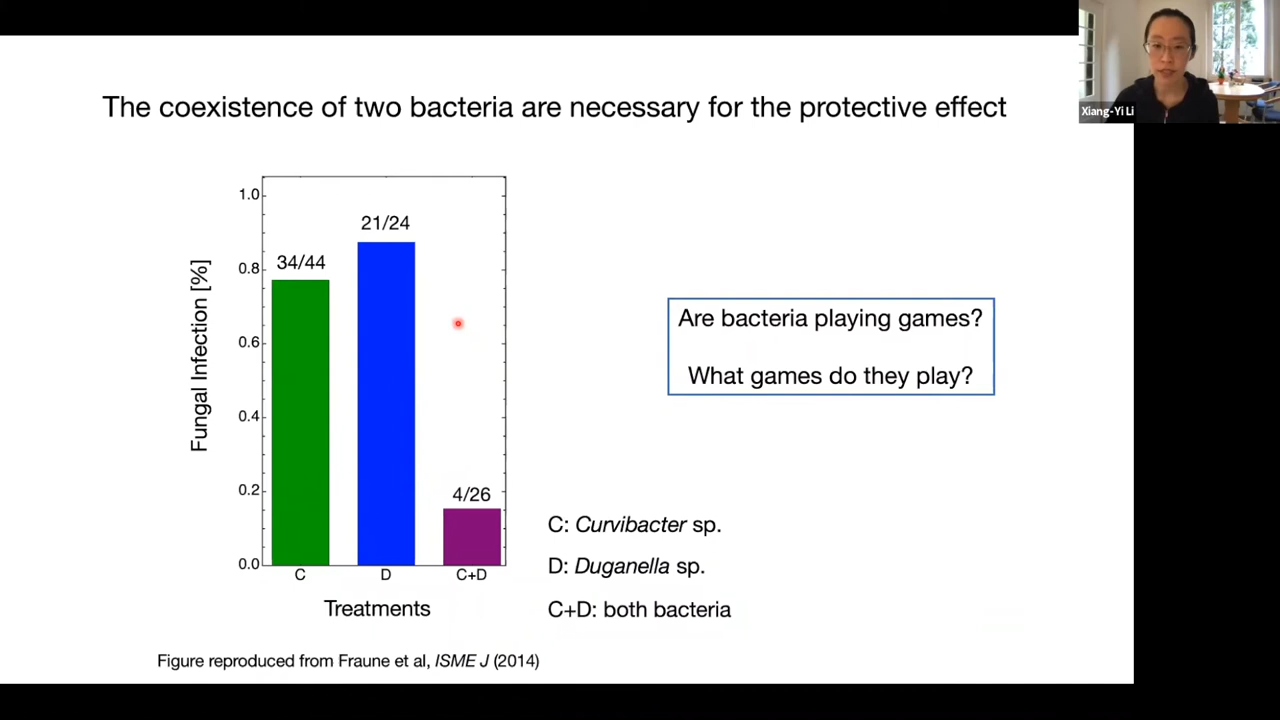 Xiang-Yi Li
The coexistence of two bacteria are necessary for the protective effect
Fungal Infection [%]
1.0
0.8
0.6
0.4
0.2
0.0
34/44
21/24
4/26
C
D
C+D
Treatments
Are bacteria playing games?
What games do they play?
C: Curvibacter sp.
D: Duganella sp.
C+D: both bacteria
Figure reproduced from Fraune et al, ISME J (2014)